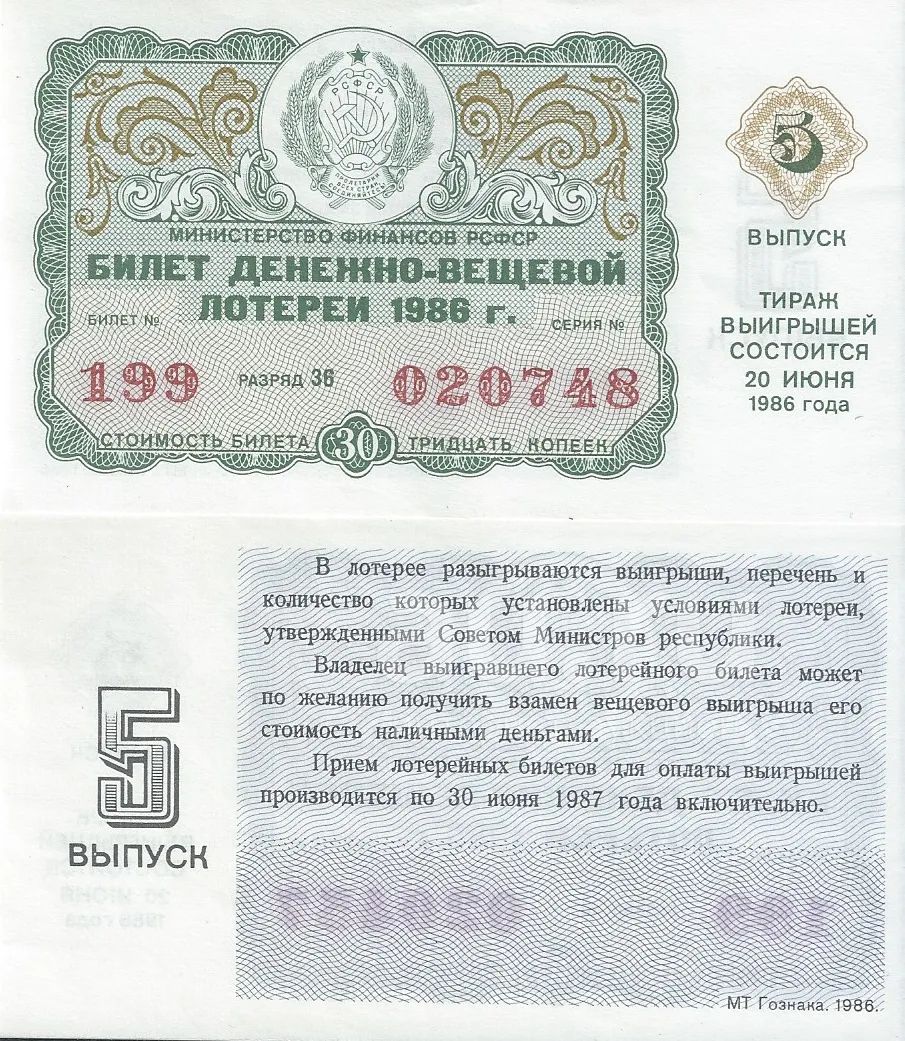 РСФСР
ПРОЛЕТАРИИ
ВСЕХ СТРАН,
СОЕДИНЯЙТЕСЬ!
МИНИСТЕРСТВО ФИНАНСОВ РСФСР
БИЛЕТ ДЕНЕЖНО-ВЕЩЕВОЙ
ЛОТЕРЕИ 1986 г.
БИЛЕТ № СЕРИЯ №
199 РАЗРЯД 36 020748
СТОИМОСТЬ БИЛЕТА 30 ТРИДЦАТЬ КОПЕЕК
5
ВЫПУСК
ТИРАЖ
ВЫИГРЫШЕЙ
СОСТОИТСЯ
20 ИЮНЯ
1986 года
5
ВЫПУСК
В лотерее разыгрываются выигрыши, перечень и
количество которых установлены условиями лотереи,
утвержденными Советом Министров республики.
Владелец выигравшего лотерейного билета может
по желанию получить взамен вещевого выигрыша его
стоимость наличными деньгами.
Прием лотерейных билетов для оплаты выигрышей
производится по 30 июня 1987 года включительно.
МТ Гознака. 1986.